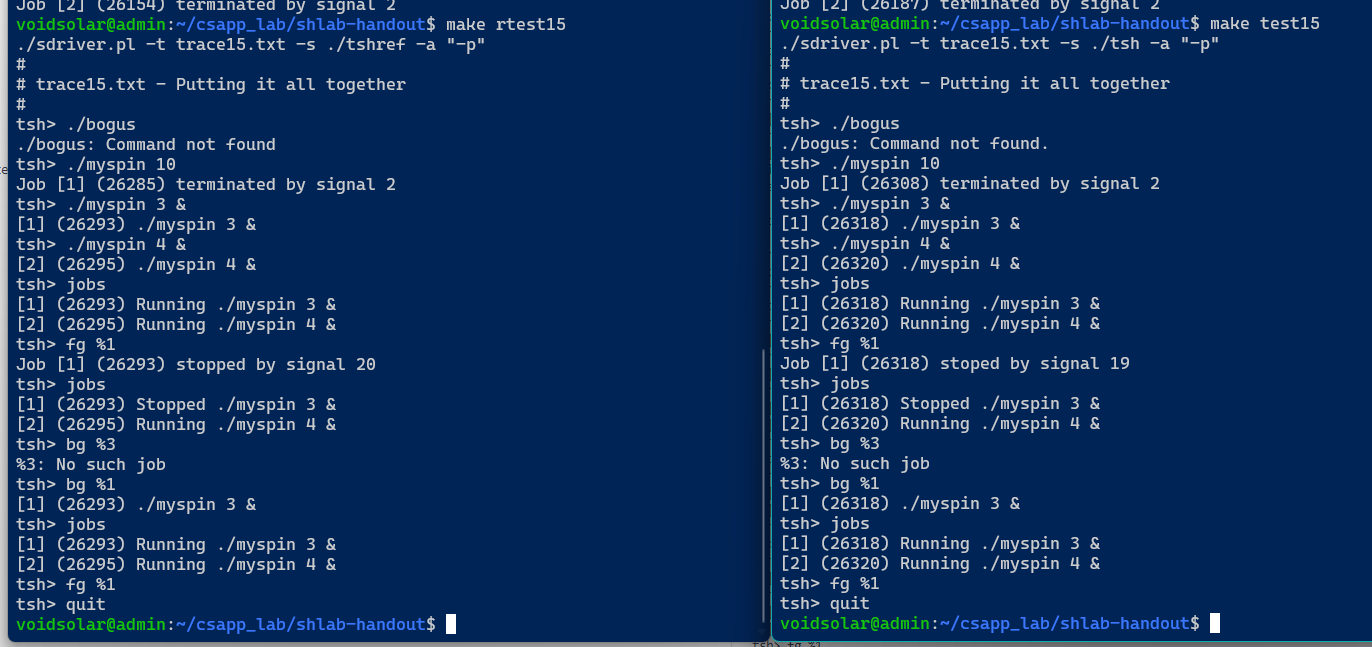 Job [2] (26154) terminated by signal 2
voidsolar@admin:~/csapp_lab/shlab-handout$ make rtest15
./sdriver.pl -t trace15.txt -s ./tshref -a "-p"
#
# trace15.txt - Putting it all together
#
tsh> ./bogus
./bogus: Command not found
tsh> ./myspin 10
Job [1] (26285) terminated by signal 2
tsh> ./myspin 3 &
[1] (26293) ./myspin 3 &
tsh> ./myspin 4 &
[2] (26295) ./myspin 4 &
tsh> jobs
[1] (26293) Running ./myspin 3 &
[2] (26295) Running ./myspin 4 &
tsh> fg %1
Job [1] (26293) stopped by signal 20
tsh> jobs
[1] (26293) Stopped ./myspin 3 &
[2] (26295) Running ./myspin 4 &
tsh> bg %3
%3: No such job
tsh> bg %1
[1] (26293) ./myspin 3 &
tsh> jobs
[1] (26293) Running ./myspin 3 &
[2] (26295) Running ./myspin 4 &
tsh> fg %1
tsh> quit
voidsolar@admin:~/csapp_lab/shlab-handout$
Job [2] (26187) terminated by signal 2
voidsolar@admin:~/csapp_lab/shlab-handout$ make test15
./sdriver.pl -t trace15.txt -s ./tsh -a "-p"
#
# trace15.txt - Putting it all together
#
tsh> ./bogus
./bogus: Command not found.
tsh> ./myspin 10
Job [1] (26308) terminated by signal 2
tsh> ./myspin 3 &
[1] (26318) ./myspin 3 &
tsh> ./myspin 4 &
[2] (26320) ./myspin 4 &
tsh> jobs
[1] (26318) Running ./myspin 3 &
[2] (26320) Running ./myspin 4 &
tsh> fg %1
Job [1] (26318) stoped by signal 19
tsh> jobs
[1] (26318) Stopped ./myspin 3 &
[2] (26320) Running ./myspin 4 &
tsh> bg %3
%3: No such job
tsh> bg %1
[1] (26318) ./myspin 3 &
tsh> jobs
[1] (26318) Running ./myspin 3 &
[2] (26320) Running ./myspin 4 &
tsh> fg %1
tsh> quit
voidsolar@admin:~/csapp_lab/shlab-handout$
tsh> fg %1